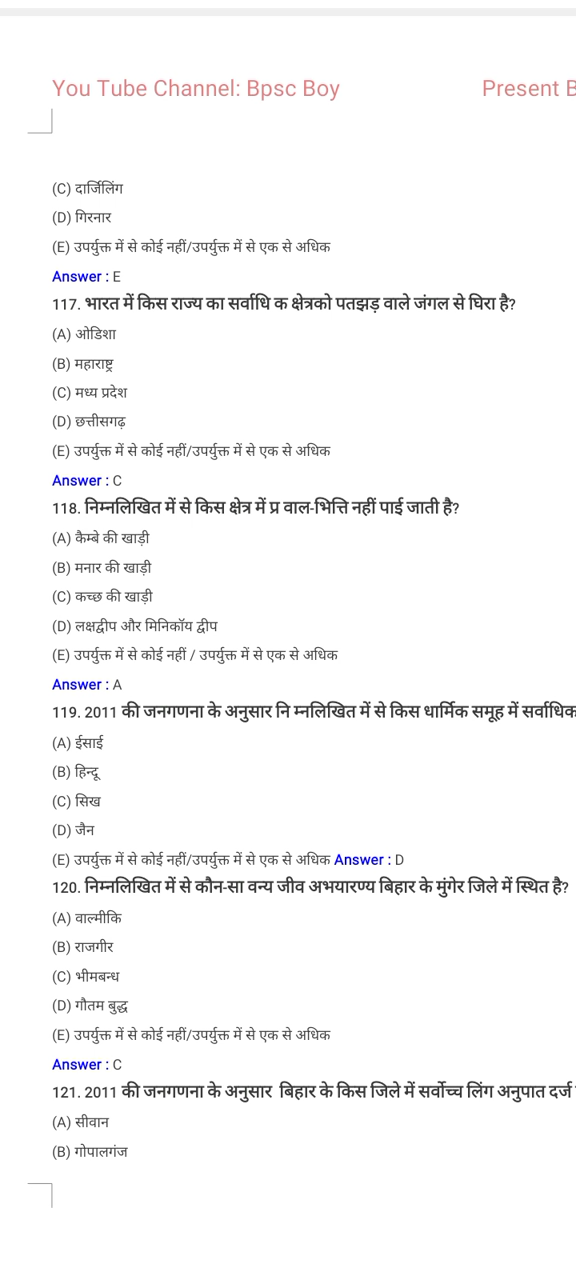 You Tube Channel: Bpsc Boy Present B
(C) दार्जिलिंग
(D) गिरनार
(E) उपर्युक्त में से कोई नहीं/उपर्युक्त में से एक से अधिक
Answer : E
117. भारत में किस राज्य का सर्वाधि क क्षेत्रको पतझड़ वाले जंगल से घिरा है?
(A) ओडिशा
(B) महाराष्ट्र
(C) मध्य प्रदेश
(D) छत्तीसगढ़
(E) उपर्युक्त में से कोई नहीं/उपर्युक्त में से एक से अधिक
Answer : C
118. निम्नलिखित में से किस क्षेत्र में प्र वाल-भित्ति नहीं पाई जाती है?
(A) कैम्बे की खाड़ी
(B) मनार की खाड़ी
(C) कच्छ की खाड़ी
(D) लक्षद्वीप और मिनिकॉय द्वीप
(E) उपर्युक्त में से कोई नहीं / उपर्युक्त में से एक से अधिक
Answer : A
119. 2011 की जनगणना के अनुसार नि म्नलिखित में से किस धार्मिक समूह में सर्वाधिक
(A) ईसाई
(B) हिन्दू
(C) सिख
(D) जैन
(E) उपर्युक्त में से कोई नहीं/उपर्युक्त में से एक से अधिक Answer : D
120. निम्नलिखित में से कौन-सा वन्य जीव अभयारण्य बिहार के मुंगेर जिले में स्थित है?
(A) वाल्मीकि
(B) राजगीर
(C) भीमबन्ध
(D) गौतम बुद्ध
(E) उपर्युक्त में से कोई नहीं/उपर्युक्त में से एक से अधिक
Answer : C
121. 2011 की जनगणना के अनुसार बिहार के किस जिले में सर्वोच्च लिंग अनुपात दर्ज
(A) सीवान
(B) गोपालगंज